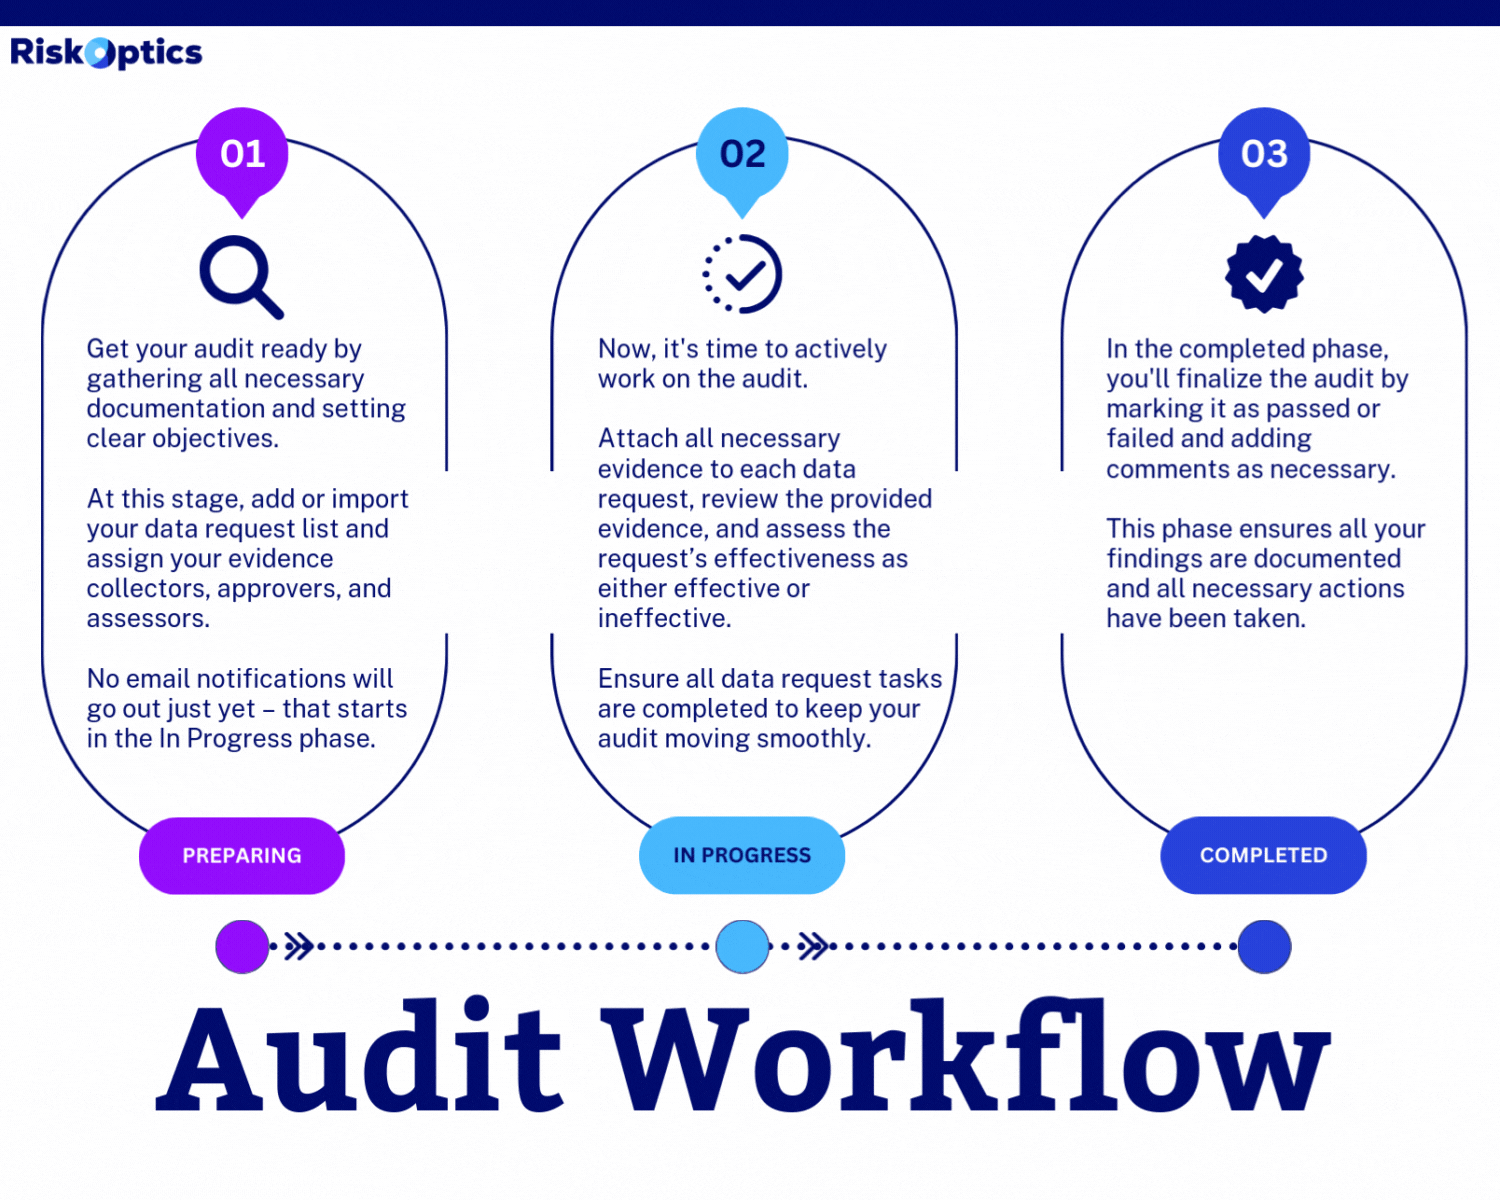 RiskOptics
01
Get your audit ready by
gathering all necessary
documentation and setting
clear objectives.
At this stage, add or import
your data request list and
assign your evidence
collectors, approvers, and
assessors.
No email notifications will
go out just yet – that starts
in the In Progress phase.
PREPARING
02
Now, it's time to actively
work on the audit.
Attach all necessary
evidence to each data
request, review the provided
evidence, and assess the
request’s effectiveness as
either effective or
ineffective.
Ensure all data request tasks
are completed to keep your
audit moving smoothly.
IN PROGRESS
03
In the completed phase,
you'll finalize the audit by
marking it as passed or
failed and adding
comments as necessary.
This phase ensures all your
findings are documented
and all necessary actions
have been taken.
COMPLETED
Audit Workflow